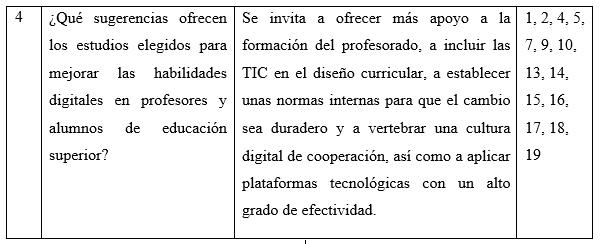 4
¿Qué sugerencias ofrecen
los estudios elegidos para
mejorar las habilidades
digitales en profesores y
alumnos de educación
superior?
Se invita a ofrecer más apoyo a la
formación del profesorado, a incluir las
TIC en el diseño curricular, a establecer
unas normas internas para que el cambio
sea duradero y a vertebrar una cultura
digital de cooperación, así como a aplicar
plataformas tecnológicas con un alto
grado de efectividad.
1, 2, 4, 5,
7, 9, 10,
13, 14,
15, 16,
17, 18,
19